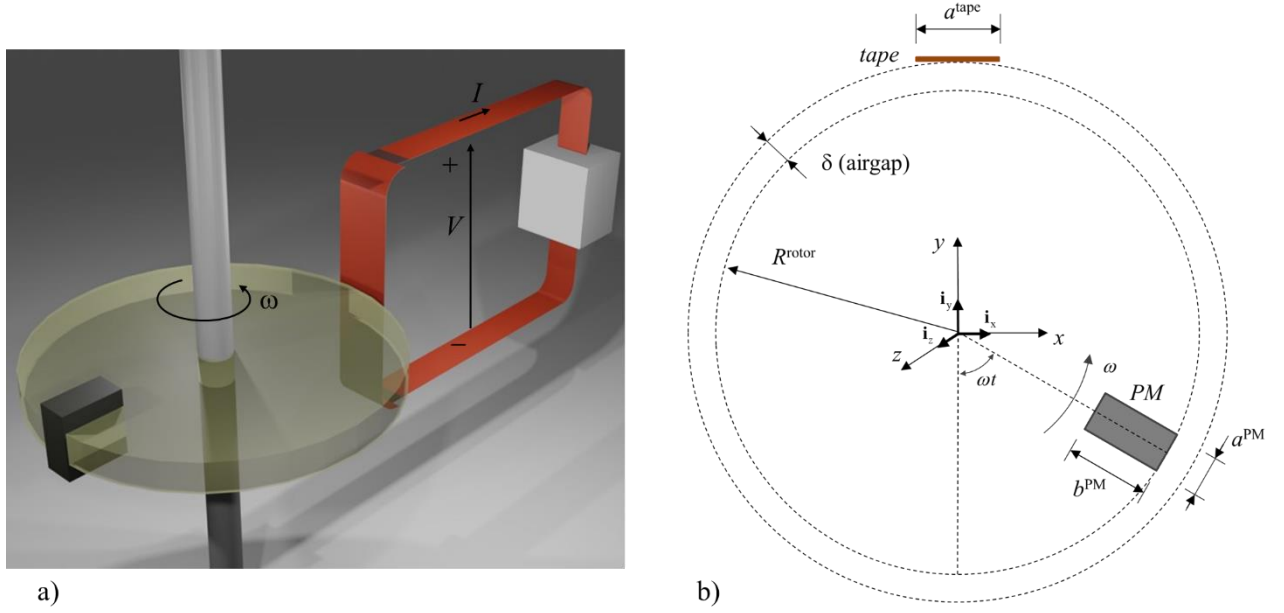 I
+
V
−
ω
a)
a^tape
tape
δ (airgap)
R^rotor
y
i_y
i_x
x
i_z
z
ωt
ω
PM
a^PM
b^PM
b)